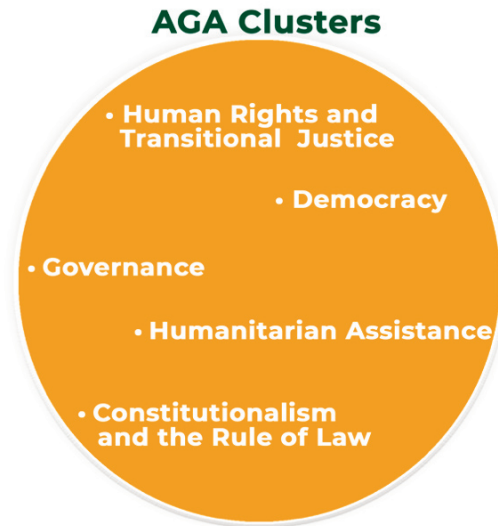 AGA Clusters
• Human Rights and
Transitional Justice
• Democracy
• Governance
• Humanitarian Assistance
• Constitutionalism
and the Rule of Law